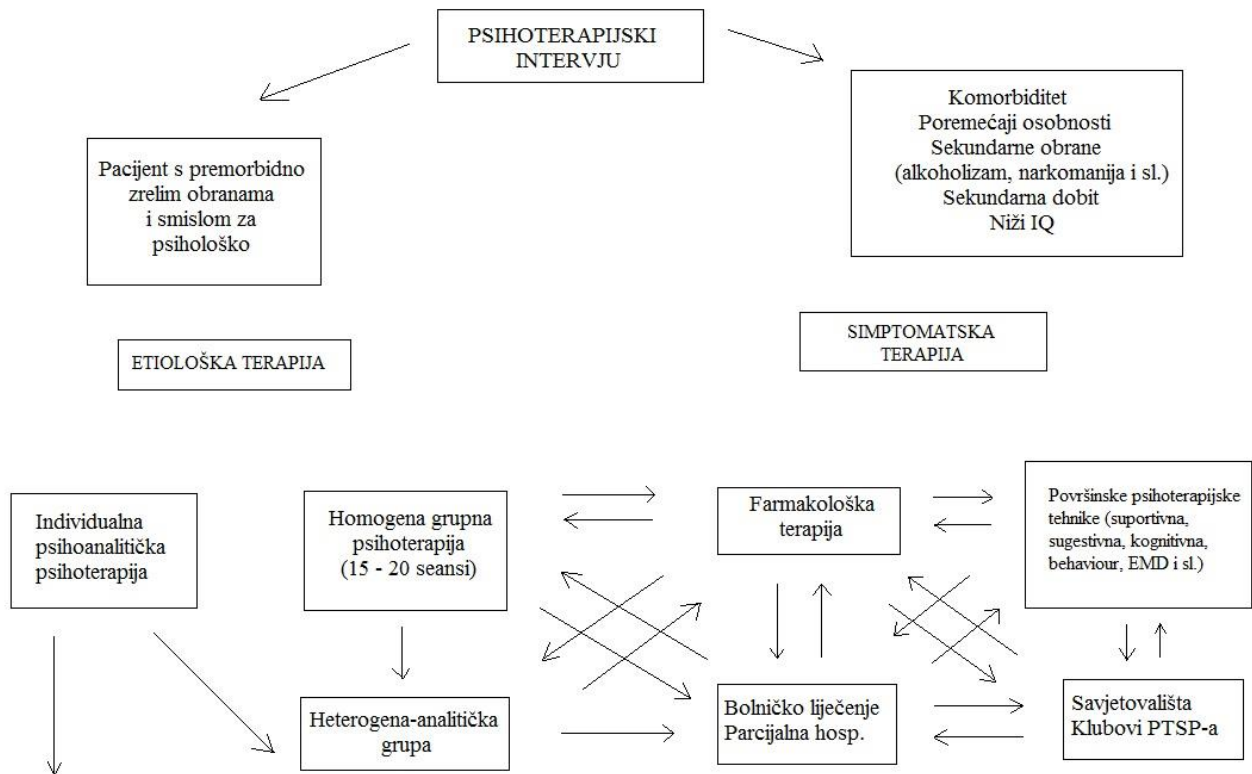 PSIHOTERAPIJSKI
INTERVJU
Pacijent s premorbidno
zrelim obranama
i smislom za
psihološko
Komorbiditet
Poremećaji osobnosti
Sekundarne obrane
(alkoholizam, narkomanija i sl.)
Sekundarna dobit
Niži IQ
ETIOLOŠKA TERAPIJA
SIMPTOMATSKA
TERAPIJA
Individualna
psihoanalitička
psihoterapija
Homogena grupna
psihoterapija
(15 - 20 seansi)
Farmakološka
terapija
Površinske psihoterapijske
tehnike (suportivna,
sugestivna, kognitivna,
behaviour, EMD i sl.)
Heterogena-analitička
grupa
Bolničko liječenje
Parcijalna hosp.
Savjetovališta
Klubovi PTSP-a